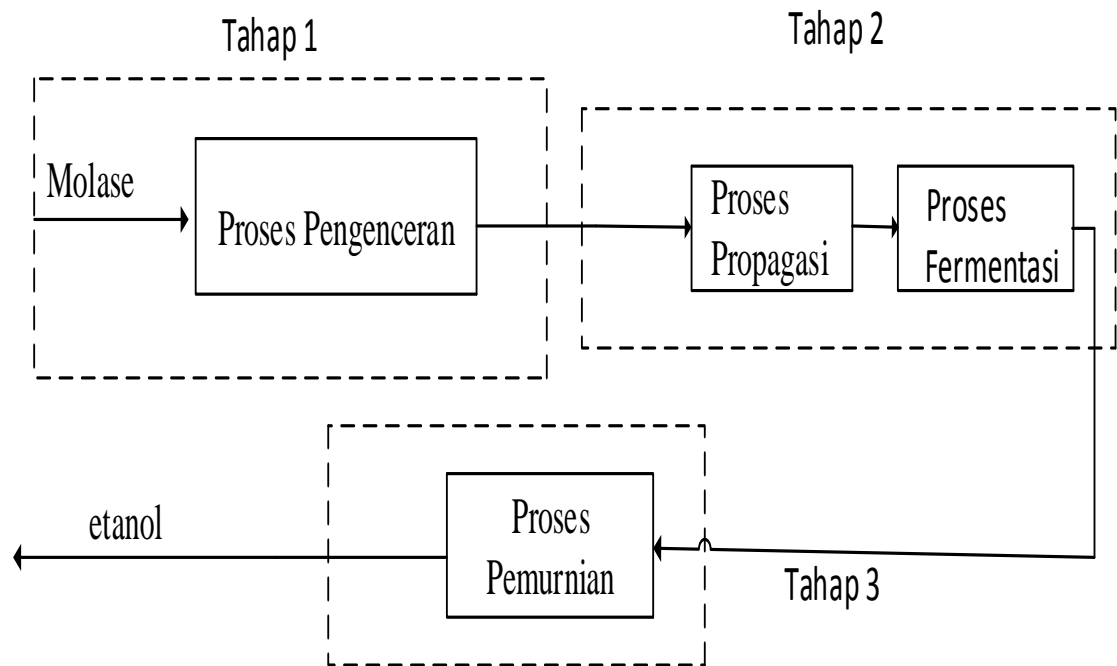 Tahap 1
Tahap 2
Molase
Proses Pengenceran
Proses
Propagasi
Proses
Fermentasi
etanol
Proses
Pemurnian
Tahap 3